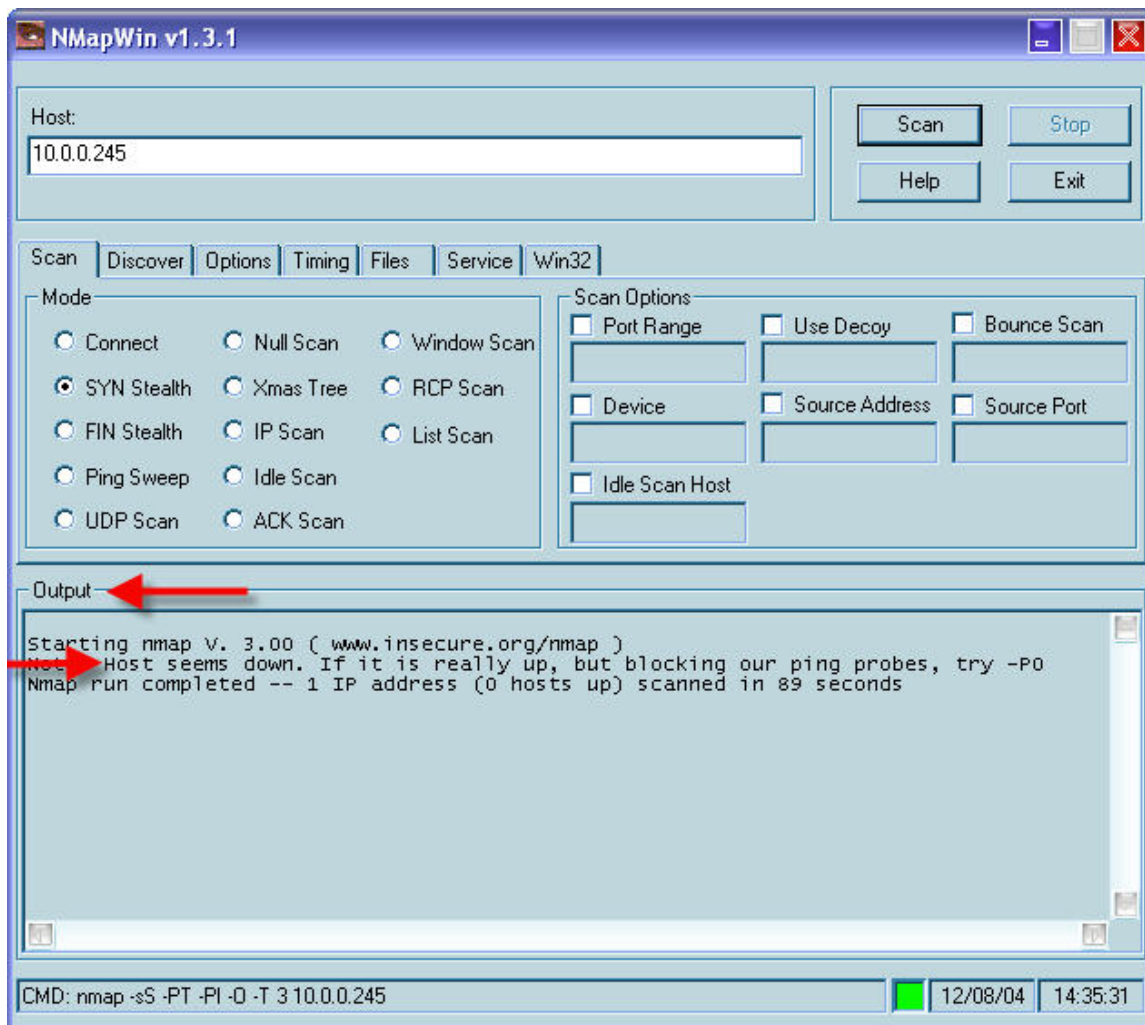 NMapWin v1.3.1
Host:
10.0.0.245
Scan Stop
Help Exit
Scan Discover Options Timing Files Service Win32
Mode
Connect Null Scan Window Scan
SYN Stealth Xmas Tree RCP Scan
FIN Stealth IP Scan List Scan
Ping Sweep Idle Scan
UDP Scan ACK Scan
Scan Options
Port Range Use Decoy Bounce Scan
Device Source Address Source Port
Idle Scan Host
Output
Starting nmap V. 3.00 ( www.insecure.org/nmap )
Host seems down. If it is really up, but blocking our ping probes, try -P0
Nmap run completed -- 1 IP address (0 hosts up) scanned in 89 seconds
CMD: nmap -sS -PT -PI -O -T 3 10.0.0.245
12/08/04 14:35:31